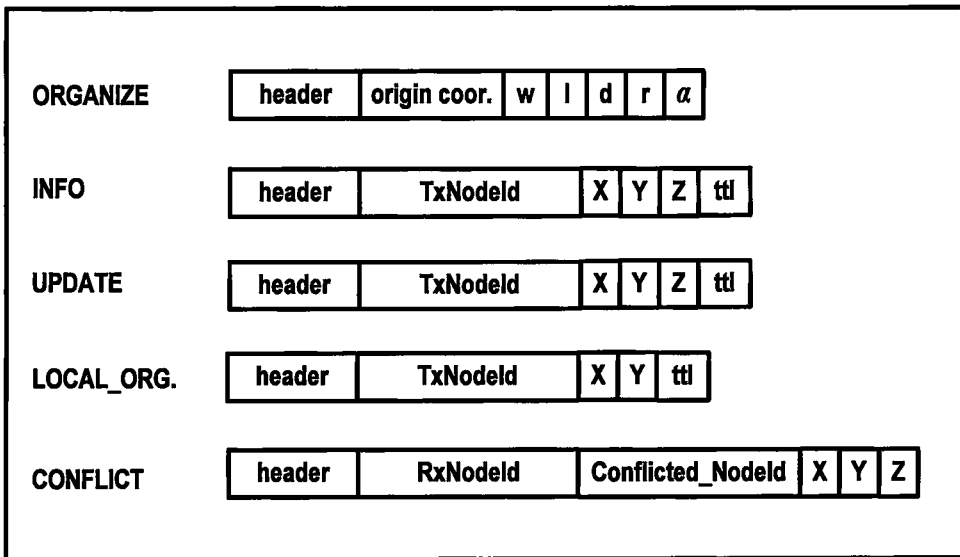 ORGANIZE header origin coor. w l d r α
INFO header TxNodeId X Y Z ttl
UPDATE header TxNodeId X Y Z ttl
LOCAL_ORG. header TxNodeId X Y ttl
CONFLICT header RxNodeId Conflicted_NodeId X Y Z